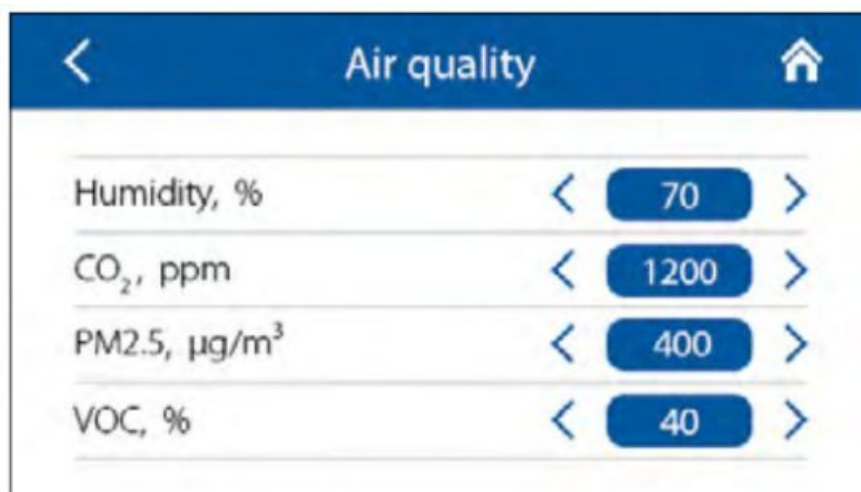 Air quality
Humidity, % 70
CO₂, ppm 1200
PM2.5, μg/m³ 400
VOC, % 40